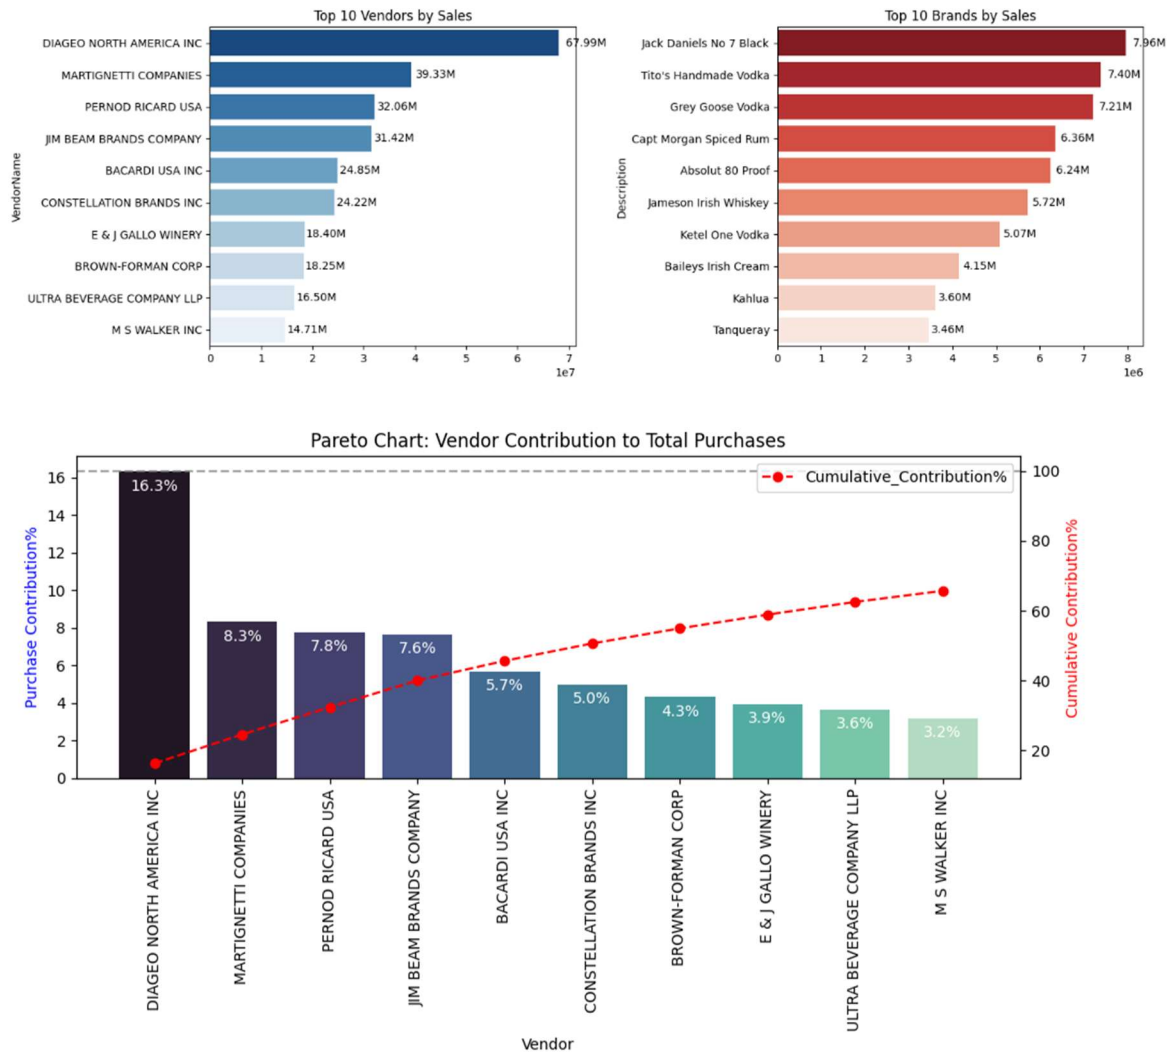 Top 10 Vendors by Sales
VendorName
DIAGEO NORTH AMERICA INC 67.99M
MARTIGNETTI COMPANIES 39.33M
PERNOD RICARD USA 32.06M
JIM BEAM BRANDS COMPANY 31.42M
BACARDI USA INC 24.85M
CONSTELLATION BRANDS INC 24.22M
E & J GALLO WINERY 18.40M
BROWN-FORMAN CORP 18.25M
ULTRA BEVERAGE COMPANY LLP 16.50M
M S WALKER INC 14.71M
0 1 2 3 4 5 6 7
1e7
Top 10 Brands by Sales
Description
Jack Daniels No 7 Black 7.96M
Tito's Handmade Vodka 7.40M
Grey Goose Vodka 7.21M
Capt Morgan Spiced Rum 6.36M
Absolut 80 Proof 6.24M
Jameson Irish Whiskey 5.72M
Ketel One Vodka 5.07M
Baileys Irish Cream 4.15M
Kahlua 3.60M
Tanqueray 3.46M
0 1 2 3 4 5 6 7 8
1e6
Pareto Chart: Vendor Contribution to Total Purchases
Purchase Contribution%
16
14
12
10
8
6
4
2
0
16.3%
8.3%
7.8%
7.6%
5.7%
5.0%
4.3%
3.9%
3.6%
3.2%
Cumulative_Contribution%
100
80
60
40
20
Cumulative Contribution%
DIAGEO NORTH AMERICA INC
MARTIGNETTI COMPANIES
PERNOD RICARD USA
JIM BEAM BRANDS COMPANY
BACARDI USA INC
CONSTELLATION BRANDS INC
BROWN-FORMAN CORP
E & J GALLO WINERY
ULTRA BEVERAGE COMPANY LLP
M S WALKER INC
Vendor